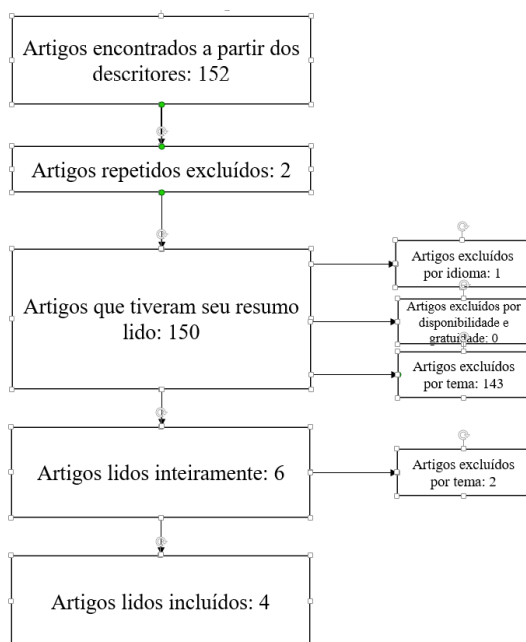 Artigos encontrados a partir dos
descritores: 152
Artigos repetidos excluídos: 2
Artigos que tiveram seu resumo
lido: 150
Artigos excluídos
por idioma: 1
Artigos excluídos por
disponibilidade e
gratuidade: 0
Artigos excluídos
por tema: 143
Artigos lidos inteiramente: 6
Artigos excluídos
por tema: 2
Artigos lidos incluídos: 4